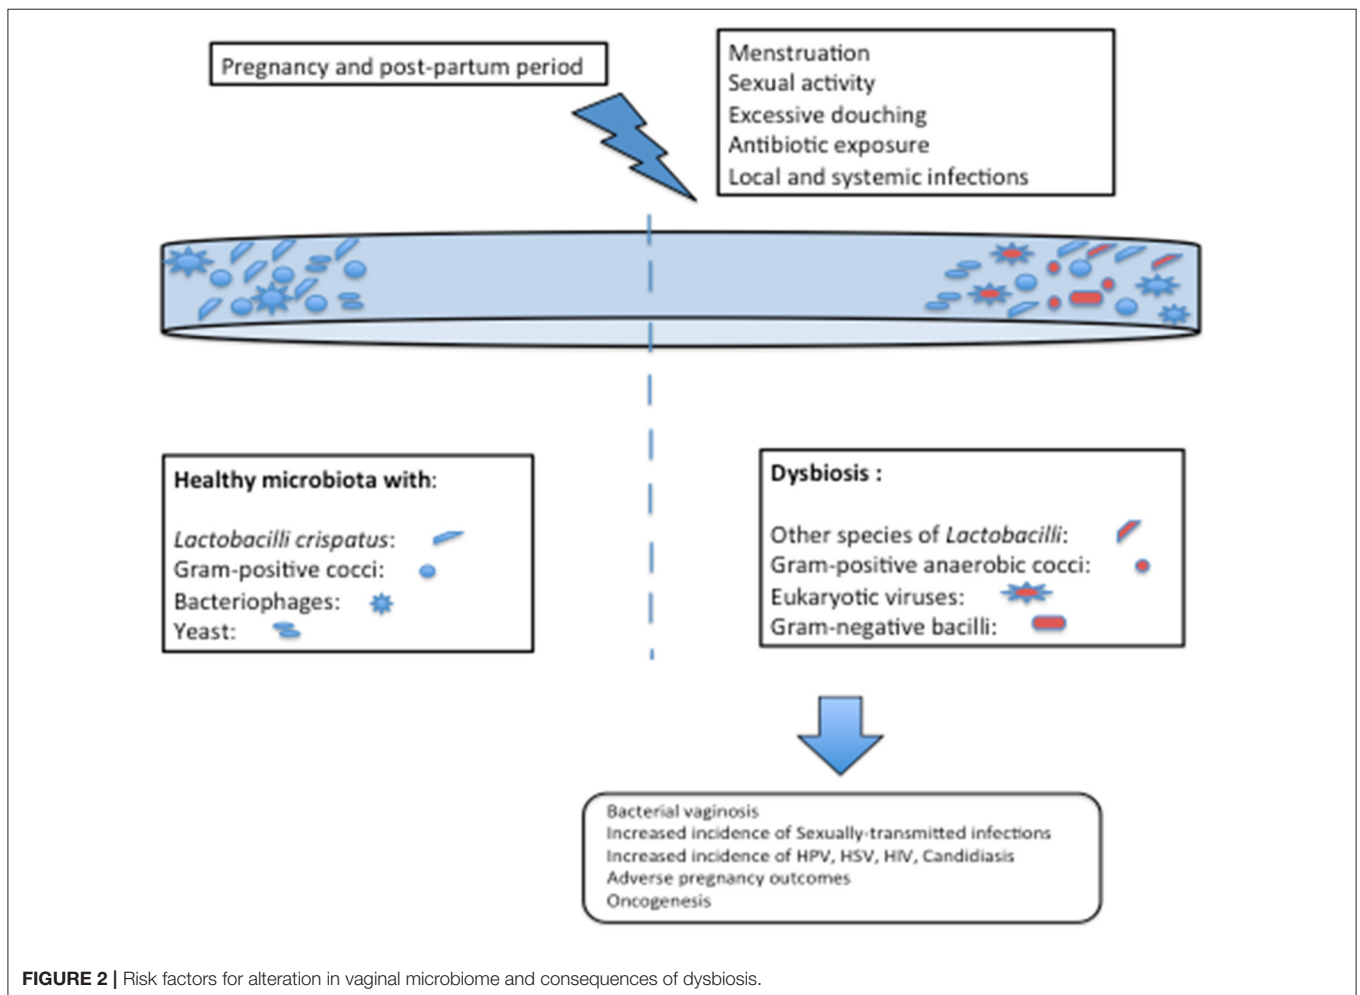 Pregnancy and post-partum period
Menstruation
Sexual activity
Excessive douching
Antibiotic exposure
Local and systemic infections
Healthy microbiota with:
Lactobacilli crispatus:
Gram-positive cocci:
Bacteriophages:
Yeast:
Dysbiosis :
Other species of Lactobacilli:
Gram-positive anaerobic cocci:
Eukaryotic viruses:
Gram-negative bacilli:
Bacterial vaginosis
Increased incidence of Sexually-transmitted infections
Increased incidence of HPV, HSV, HIV, Candidiasis
Adverse pregnancy outcomes
Oncogenesis
FIGURE 2 | Risk factors for alteration in vaginal microbiome and consequences of dysbiosis.